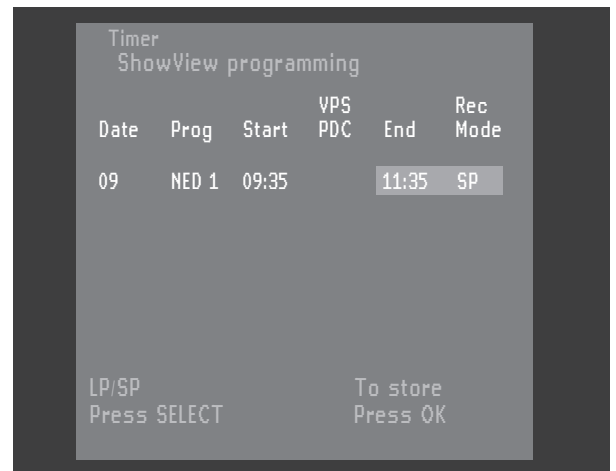 Timer
ShowView programming
VPS Rec
Date Prog Start PDC End Mode
09 NED 1 09:35 11:35 SP
LP/SP To store
Press SELECT Press OK